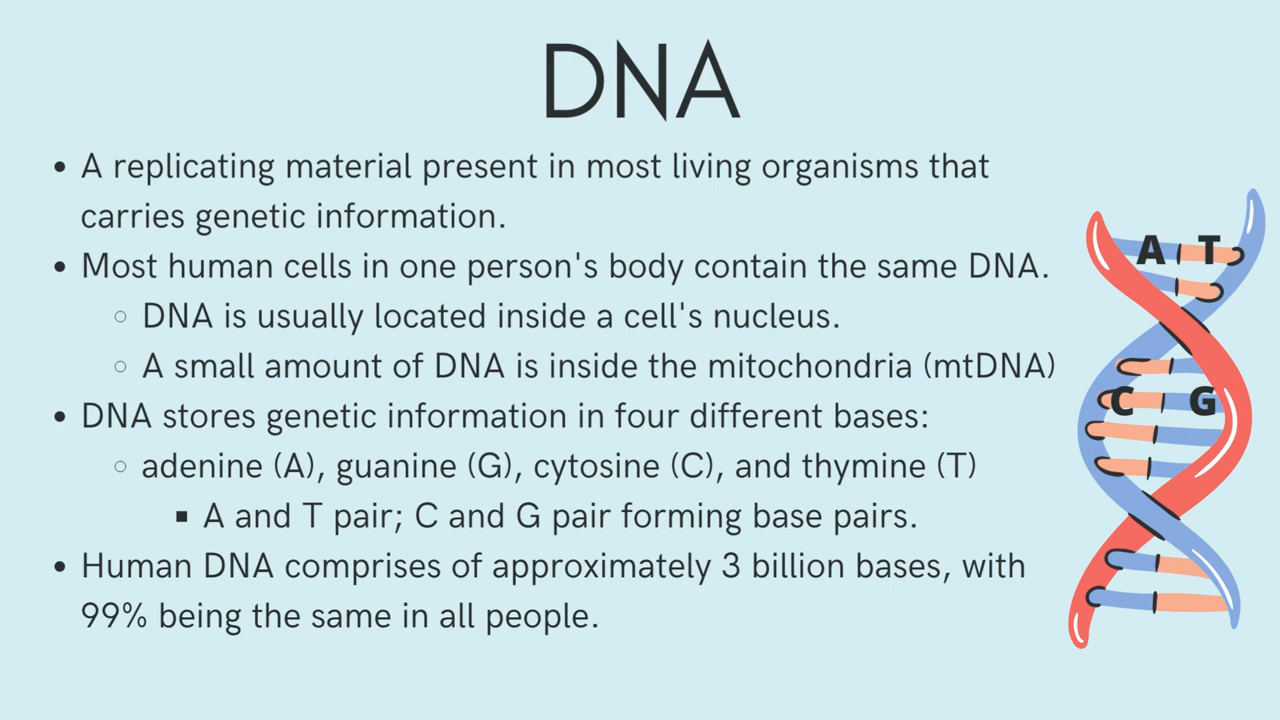 DNA
• A replicating material present in most living organisms that
carries genetic information.
• Most human cells in one person's body contain the same DNA.
○ DNA is usually located inside a cell's nucleus.
○ A small amount of DNA is inside the mitochondria (mtDNA)
• DNA stores genetic information in four different bases:
○ adenine (A), guanine (G), cytosine (C), and thymine (T)
▪ A and T pair; C and G pair forming base pairs.
• Human DNA comprises of approximately 3 billion bases, with
99% being the same in all people.
A T
C G